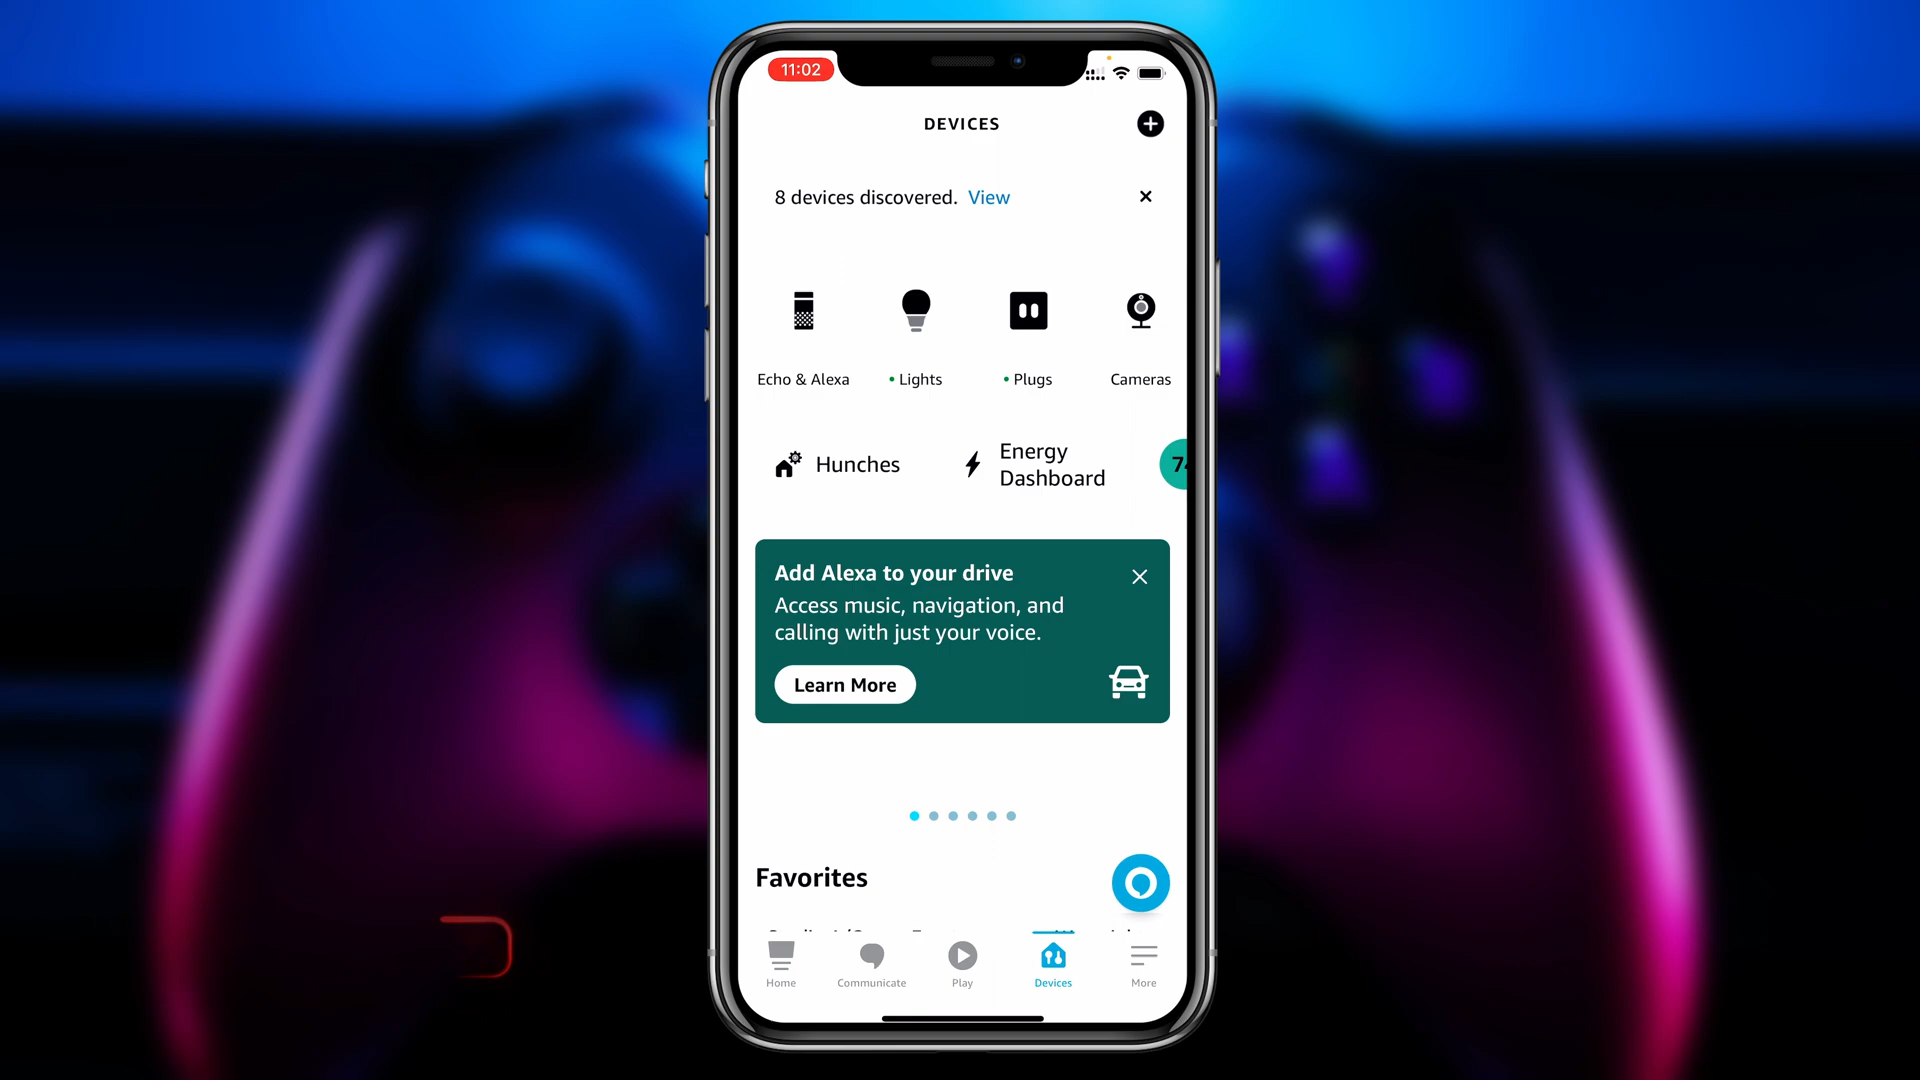 11:02
DEVICES
8 devices discovered. View
Echo & Alexa
Lights
Plugs
Cameras
Hunches
Energy
Dashboard
Add Alexa to your drive
Access music, navigation, and
calling with just your voice.
Learn More
Favorites
Home
Communicate
Play
Devices
More